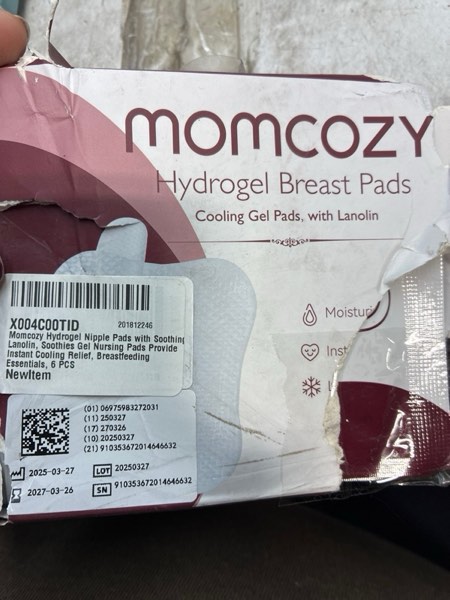 momcozy
Hydrogel Breast Pads
Cooling Gel Pads, with Lanolin
Moisturi
Inst
X004C00TID
201812246
Momcozy Hydrogel Nipple Pads with Soothing
Lanolin, Soothies Gel Nursing Pads Provide
Instant Cooling Relief, Breastfeeding
Essentials, 6 PCS
NewItem
(01) 06975983272031
(11) 250327
(17) 270326
(10) 20250327
(21) 910353672014646632
2025-03-27
LOT 20250327
2027-03-26
SN 910353672014646632